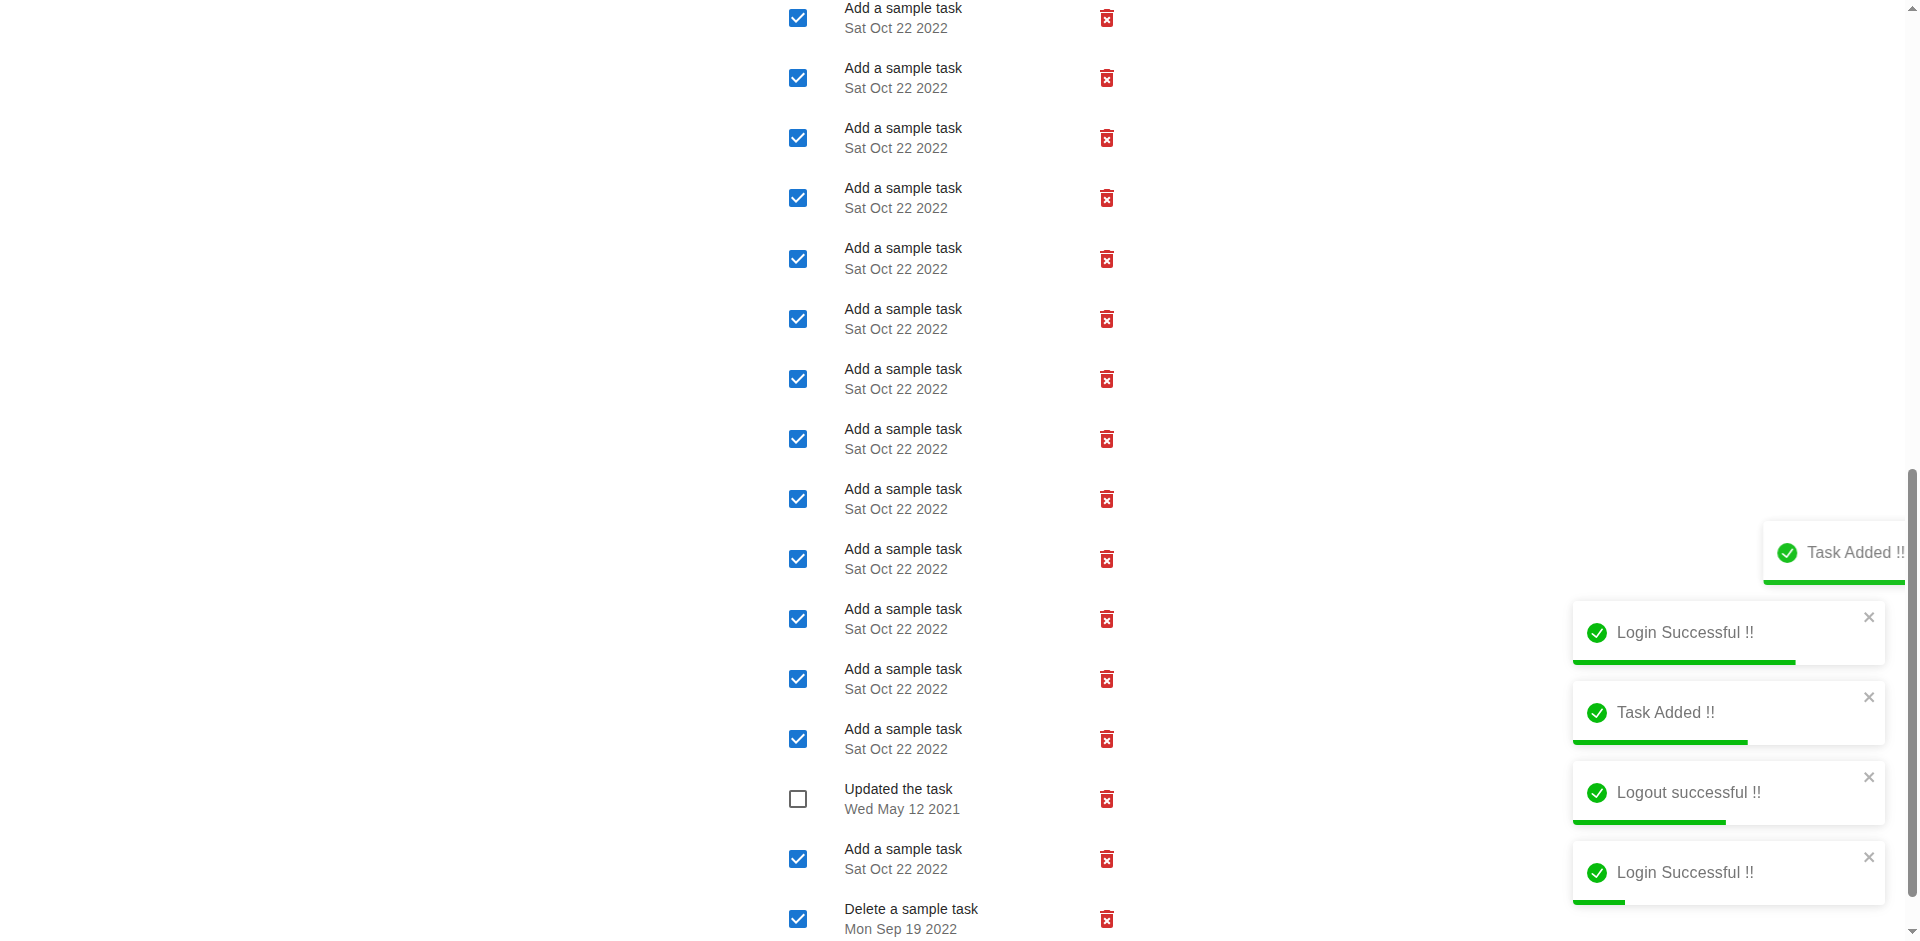 Add a sample task
Sat Oct 22 2022
Add a sample task
Sat Oct 22 2022
Add a sample task
Sat Oct 22 2022
Add a sample task
Sat Oct 22 2022
Add a sample task
Sat Oct 22 2022
Add a sample task
Sat Oct 22 2022
Add a sample task
Sat Oct 22 2022
Add a sample task
Sat Oct 22 2022
Add a sample task
Sat Oct 22 2022
Add a sample task
Sat Oct 22 2022
Add a sample task
Sat Oct 22 2022
Add a sample task
Sat Oct 22 2022
Add a sample task
Sat Oct 22 2022
Updated the task
Wed May 12 2021
Add a sample task
Sat Oct 22 2022
Delete a sample task
Mon Sep 19 2022
Task Added !!
Login Successful !!
Task Added !!
Logout successful !!
Login Successful !!